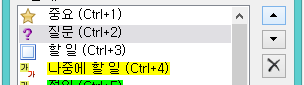 중요 (Ctrl+1)
질문 (Ctrl+2)
할 일 (Ctrl+3)
나중에 할 일 (Ctrl+4)